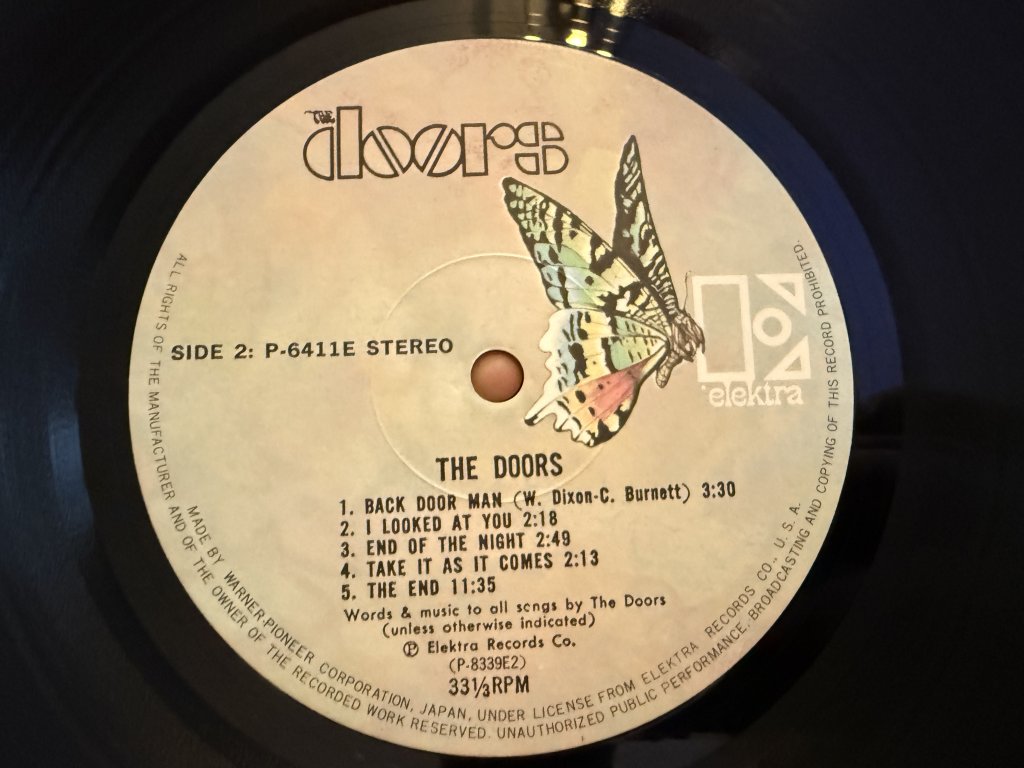 THE
doors
elektra
SIDE 2: P-6411E STEREO
THE DOORS
1. BACK DOOR MAN (W. Dixon-C. Burnett) 3:30
2. I LOOKED AT YOU 2:18
3. END OF THE NIGHT 2:49
4. TAKE IT AS IT COMES 2:13
5. THE END 11:35
Words & music to all songs by The Doors
(unless otherwise indicated)
Ⓟ Elektra Records Co.
(P-8339E2)
33⅓RPM
MADE BY WARNER-PIONEER CORPORATION, JAPAN, UNDER LICENSE FROM ELEKTRA RECORDS CO., U. S. A.
ALL RIGHTS OF THE MANUFACTURER AND OF THE OWNER OF THE RECORDED WORK RESERVED. UNAUTHORIZED PUBLIC PERFORMANCE, BROADCASTING AND COPYING OF THIS RECORD PROHIBITED.